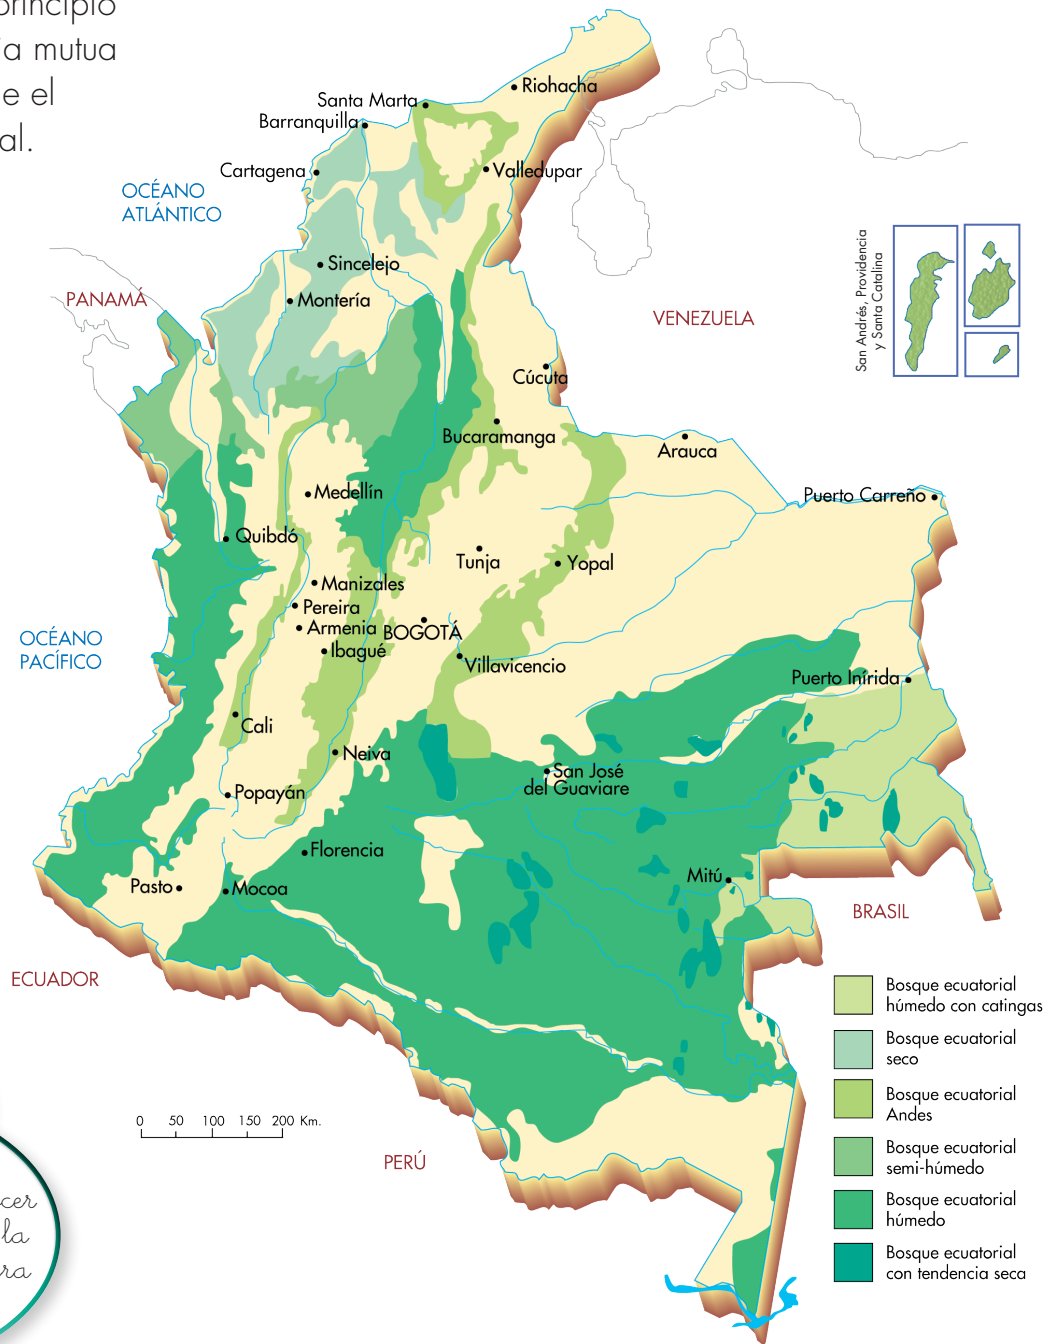 principio
a mutua
e el
al.
Riohacha
Santa Marta
Barranquilla
Cartagena
Valledupar
OCÉANO
ATLÁNTICO
San Andrés, Providencia
y Santa Catalina
Sincelejo
Montería
PANAMÁ
VENEZUELA
Cúcuta
Bucaramanga
Arauca
Medellín
Puerto Carreño
Quibdó
Tunja
Yopal
Manizales
Pereira
Armenia
BOGOTÁ
Ibagué
OCÉANO
PACÍFICO
Villavicencio
Puerto Inírida
Cali
Neiva
San José
del Guaviare
Popayán
Florencia
Mitú
Pasto
Mocoa
BRASIL
ECUADOR
Bosque ecuatorial
húmedo con catingas
Bosque ecuatorial
seco
Bosque ecuatorial
Andes
Bosque ecuatorial
semi-húmedo
Bosque ecuatorial
húmedo
Bosque ecuatorial
con tendencia seca
0 50 100 150 200 Km.
PERÚ
cer
la
ra